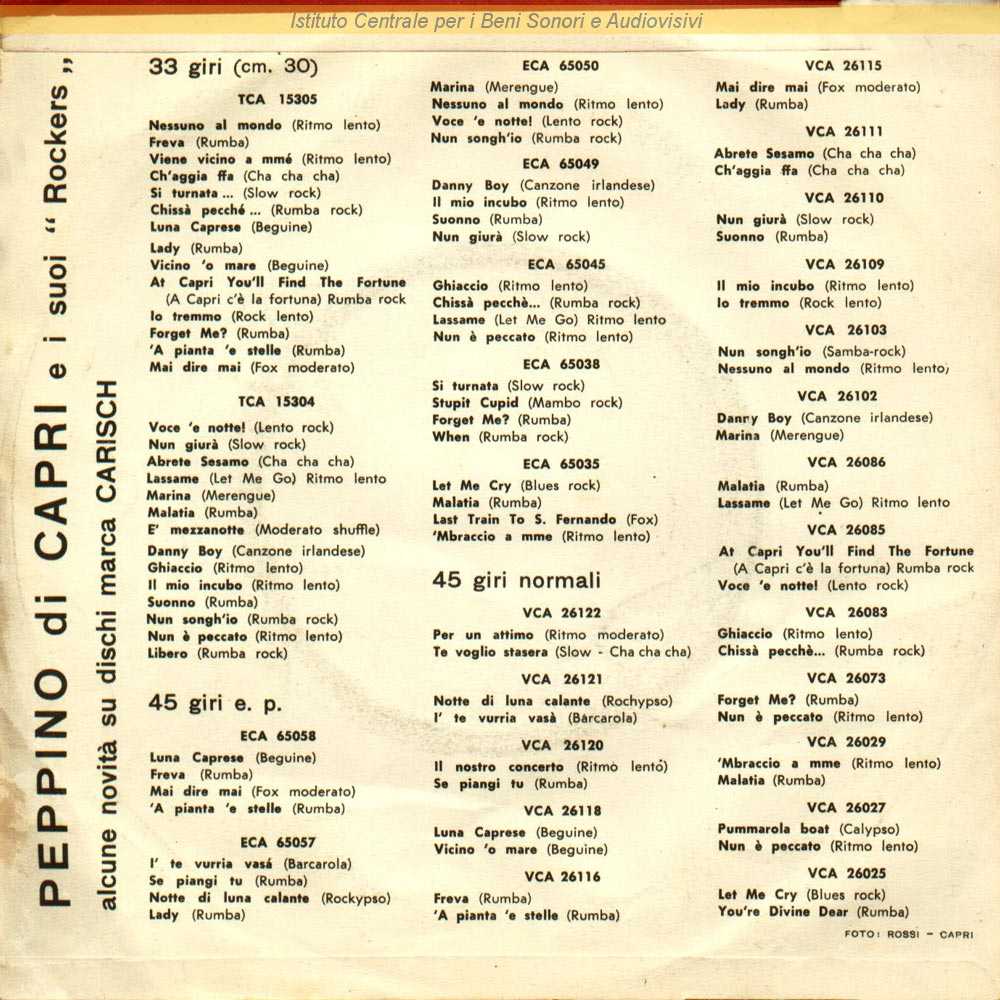 Istituto Centrale per i Beni Sonori e Audiovisivi
PEPPINO di CAPRI e i suoi “ Rockers „
alcune novità su dischi marca CARISCH
33 giri (cm. 30)
TCA 15305
Nessuno al mondo (Ritmo lento)
Freva (Rumba)
Viene vicino a mmé (Ritmo lento)
Ch'aggia ffa (Cha cha cha)
Si turnata ... (Slow rock)
Chissà pecché ... (Rumba rock)
Luna Caprese (Beguine)
Lady (Rumba)
Vicino 'o mare (Beguine)
At Capri You'll Find The Fortune
(A Capri c'è la fortuna) Rumba rock
Io tremmo (Rock lento)
Forget Me? (Rumba)
'A pianta 'e stelle (Rumba)
Mai dire mai (Fox moderato)
TCA 15304
Voce 'e notte! (Lento rock)
Nun giurà (Slow rock)
Abrete Sesamo (Cha cha cha)
Lassame (Let Me Go) Ritmo lento
Marina (Merengue)
Malatia (Rumba)
E' mezzanotte (Moderato shuffle)
Danny Boy (Canzone irlandese)
Ghiaccio (Ritmo lento)
Il mio incubo (Ritmo lento)
Suonno (Rumba)
Nun songh'io (Rumba rock)
Nun è peccato (Ritmo lento)
Libero (Rumba rock)
45 giri e. p.
ECA 65058
Luna Caprese (Beguine)
Freva (Rumba)
Mai dire mai (Fox moderato)
'A pianta 'e stelle (Rumba)
ECA 65057
I' te vurria vasá (Barcarola)
Se piangi tu (Rumba)
Notte di luna calante (Rockypso)
Lady (Rumba)
ECA 65050
Marina (Merengue)
Nessuno al mondo (Ritmo lento)
Voce 'e notte! (Lento rock)
Nun songh'io (Rumba rock)
ECA 65049
Danny Boy (Canzone irlandese)
Il mio incubo (Ritmo lento)
Suonno (Rumba)
Nun giurà (Slow rock)
ECA 65045
Ghiaccio (Ritmo lento)
Chissà pecchè... (Rumba rock)
Lassame (Let Me Go) Ritmo lento
Nun è peccato (Ritmo lento)
ECA 65038
Si turnata (Slow rock)
Stupit Cupid (Mambo rock)
Forget Me? (Rumba)
When (Rumba rock)
ECA 65035
Let Me Cry (Blues rock)
Malatia (Rumba)
Last Train To S. Fernando (Fox)
'Mbraccio a mme (Ritmo lento)
45 giri normali
VCA 26122
Per un attimo (Ritmo moderato)
Te voglio stasera (Slow - Cha cha cha)
VCA 26121
Notte di luna calante (Rochypso)
I' te vurria vasà (Barcarola)
VCA 26120
Il nostro concerto (Ritmo lento)
Se piangi tu (Rumba)
VCA 26118
Luna Caprese (Beguine)
Vicino 'o mare (Beguine)
VCA 26116
Freva (Rumba)
'A pianta 'e stelle (Rumba)
VCA 26115
Mai dire mai (Fox moderato)
Lady (Rumba)
VCA 26111
Abrete Sesamo (Cha cha cha)
Ch'aggia ffa (Cha cha cha)
VCA 26110
Nun giurà (Slow rock)
Suonno (Rumba)
VCA 26109
Il mio incubo (Ritmo lento)
Io tremmo (Rock lento)
VCA 26103
Nun songh'io (Samba-rock)
Nessuno al mondo (Ritmo lento)
VCA 26102
Danny Boy (Canzone irlandese)
Marina (Merengue)
VCA 26086
Malatia (Rumba)
Lassame (Let Me Go) Ritmo lento
VCA 26085
At Capri You'll Find The Fortune
(A Capri c'è la fortuna) Rumba rock
Voce 'e notte! (Lento rock)
VCA 26083
Ghiaccio (Ritmo lento)
Chissà pecchè... (Rumba rock)
VCA 26073
Forget Me? (Rumba)
Nun è peccato (Ritmo lento)
VCA 26029
'Mbraccio a mme (Ritmo lento)
Malatia (Rumba)
VCA 26027
Pummarola boat (Calypso)
Nun è peccato (Ritmo lento)
VCA 26025
Let Me Cry (Blues rock)
You're Divine Dear (Rumba)
FOTO: ROSSI - CAPRI